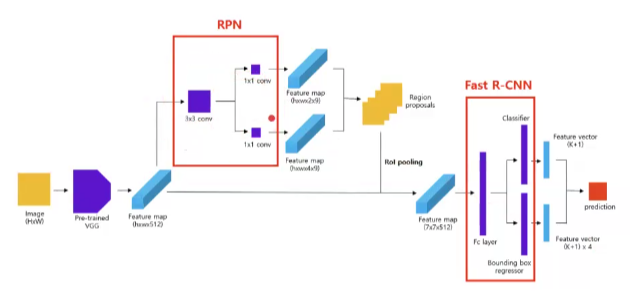 RPN
1x1 conv
Feature map
(hxwx2x9)
3x3 conv
1x1 conv
Feature map
(hxwx4x9)
Region
proposals
Fast R-CNN
Classifier
Feature vector
(K+1)
RoI pooling
Image
(HxW)
Pre-trained
VGG
Feature map
(hxwx512)
Feature map
(7x7x512)
Fc layer
prediction
Feature vector
(K+1) x 4
Bounding box
regressor